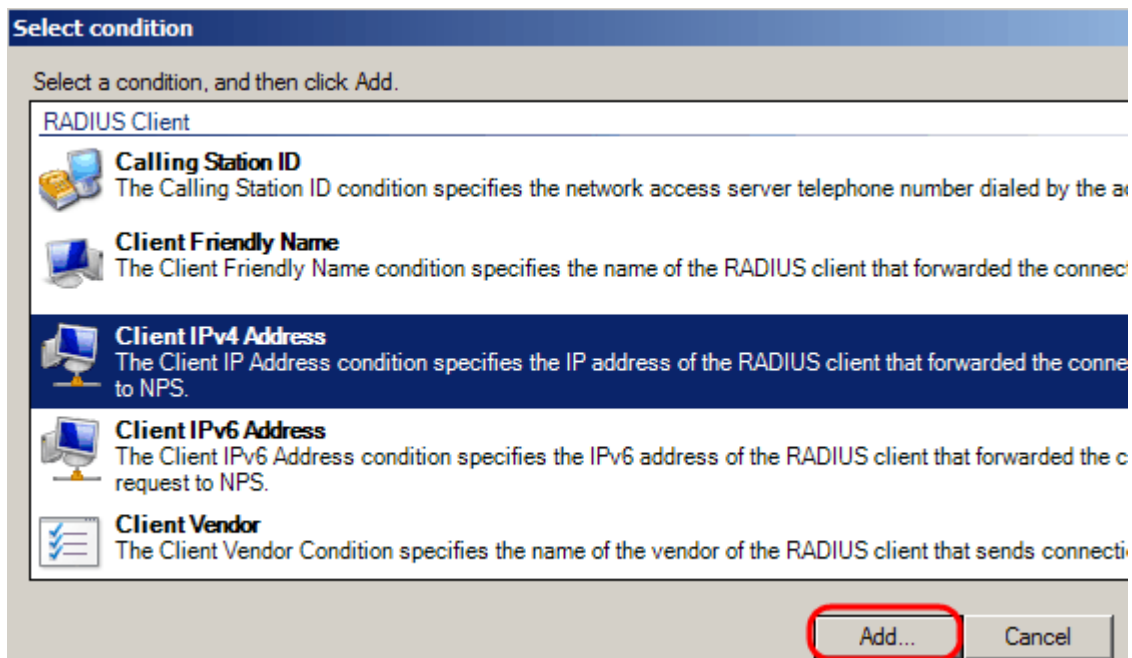 Select condition
Select a condition, and then click Add.
RADIUS Client
Calling Station ID
The Calling Station ID condition specifies the network access server telephone number dialed by the
Client Friendly Name
The Client Friendly Name condition specifies the name of the RADIUS client that forwarded the
Client IPv4 Address
The Client IP Address condition specifies the IP address of the RADIUS client that forwarded the
to NPS.
Client IPv6 Address
The Client IPv6 Address condition specifies the IPv6 address of the RADIUS client that forwarded the
request to NPS.
Client Vendor
The Client Vendor Condition specifies the name of the vendor of the RADIUS client that sends
Add...
Cancel